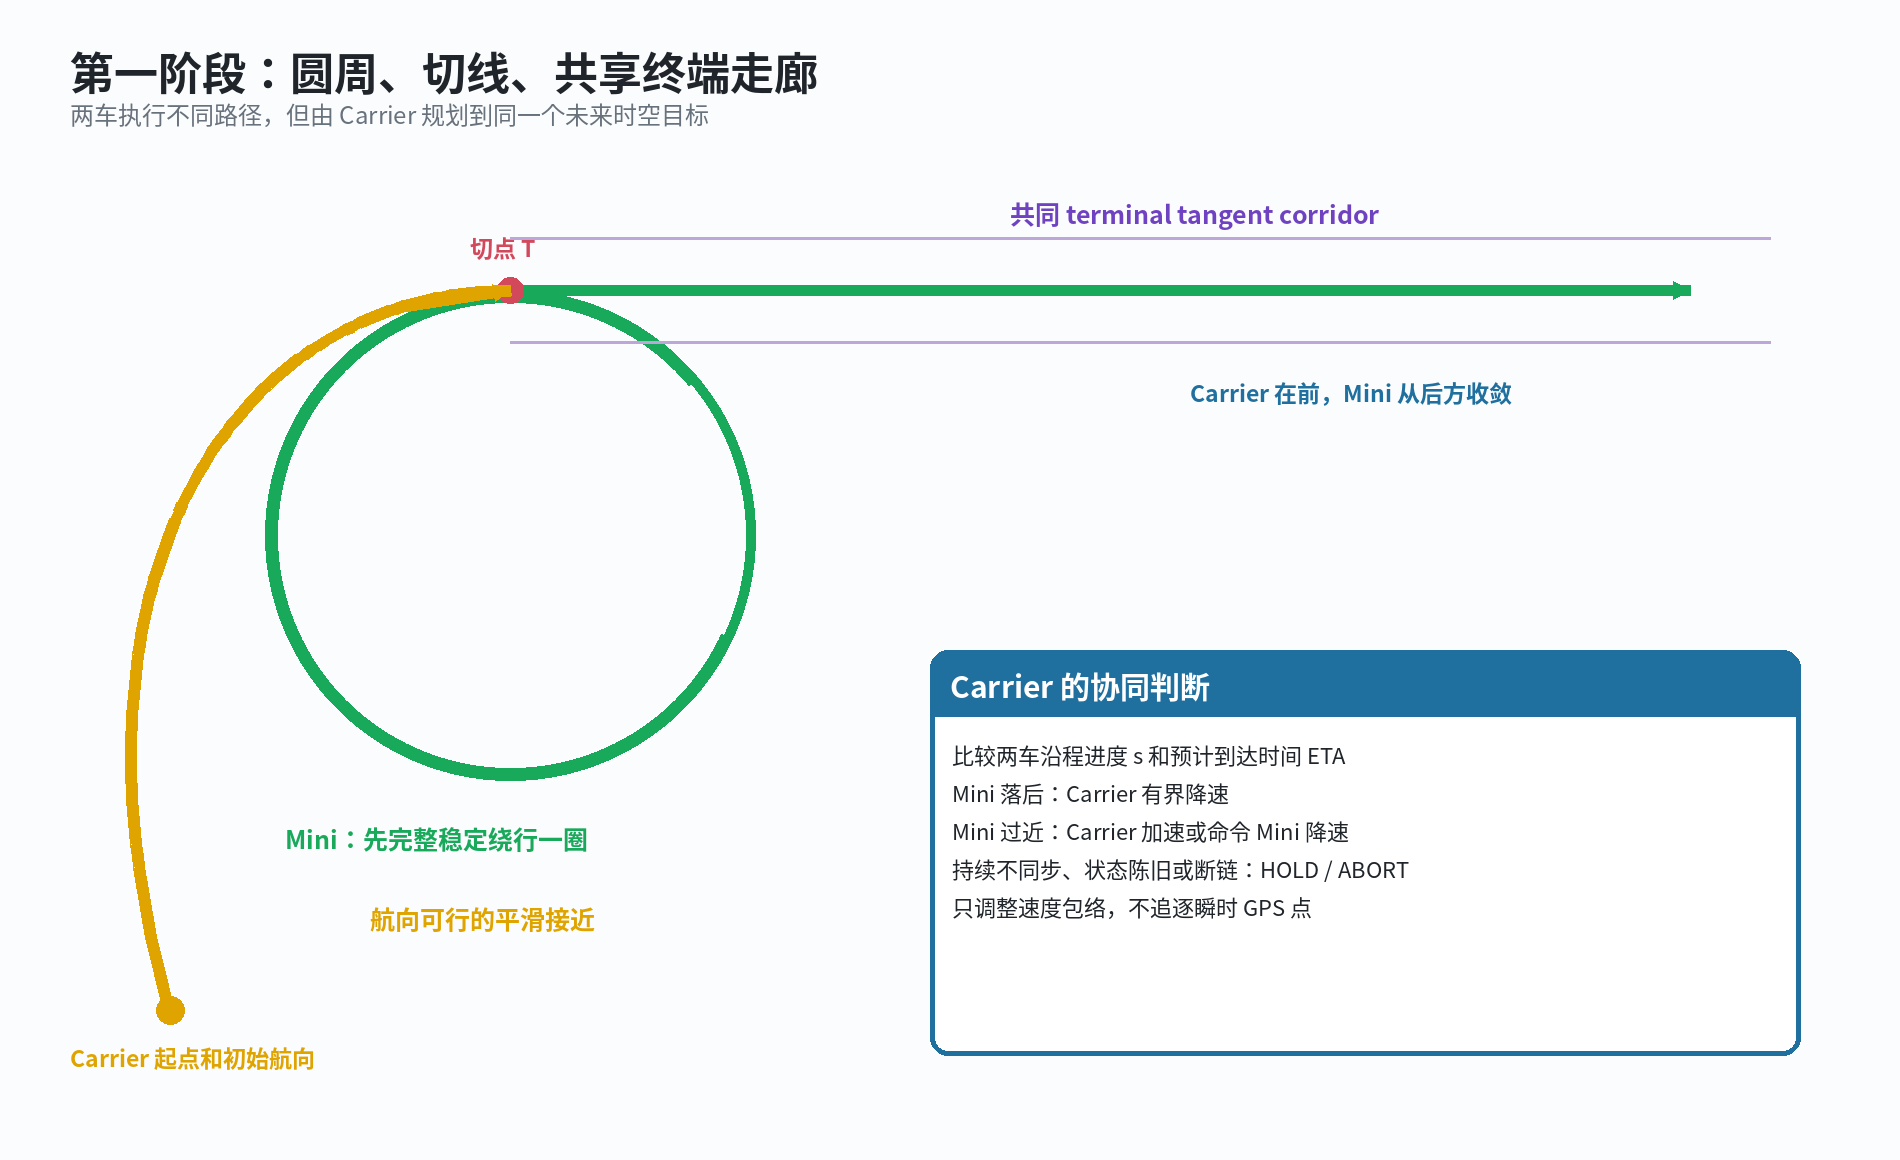 第一阶段：圆周、切线、共享终端走廊
两车执行不同路径，但由 Carrier 规划到同一个未来时空目标
共同 terminal tangent corridor
切点 T
Carrier 在前，Mini 从后方收敛
Carrier 的协同判断
比较两车沿程进度 s 和预计到达时间 ETA
Mini 落后：Carrier 有界降速
Mini 过近：Carrier 加速或命令 Mini 降速
持续不同步、状态陈旧或断链：HOLD / ABORT
只调整速度包络，不追逐瞬时 GPS 点
Mini：先完整稳定绕行一圈
航向可行的平滑接近
Carrier 起点和初始航向